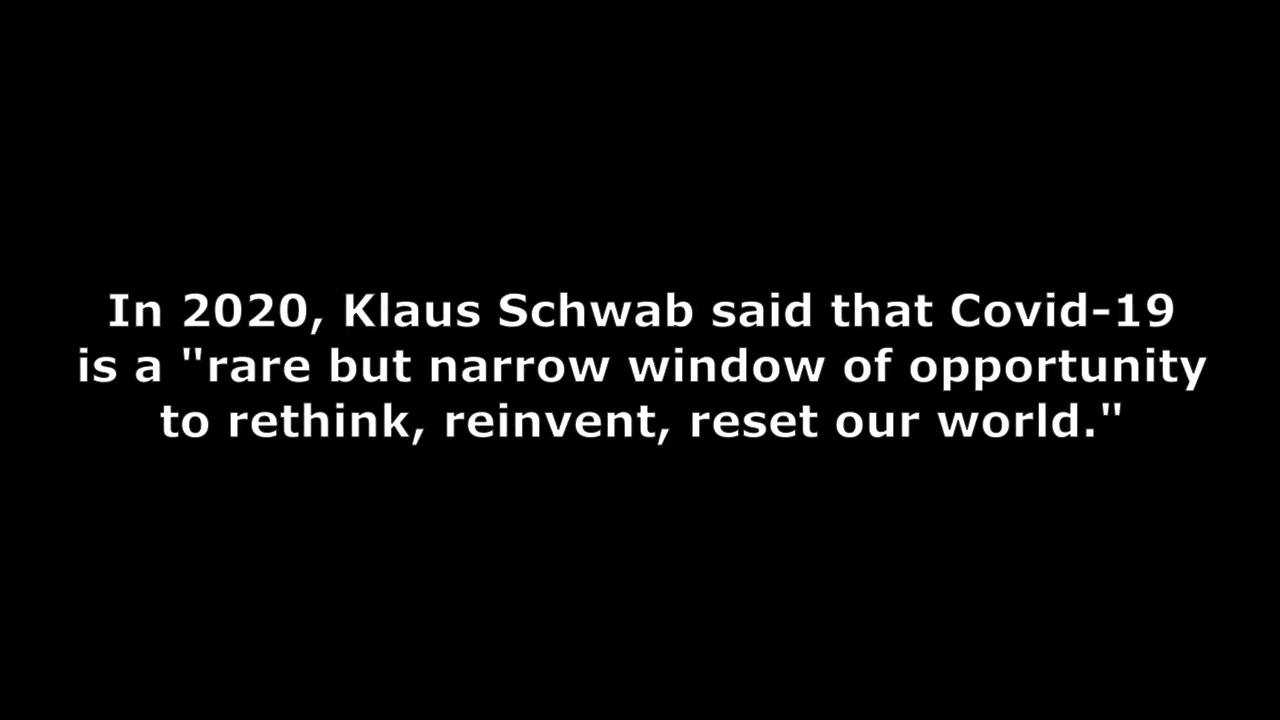 In 2020, Klaus Schwab said that Covid-19
is a "rare but narrow window of opportunity
to rethink, reinvent, reset our world."